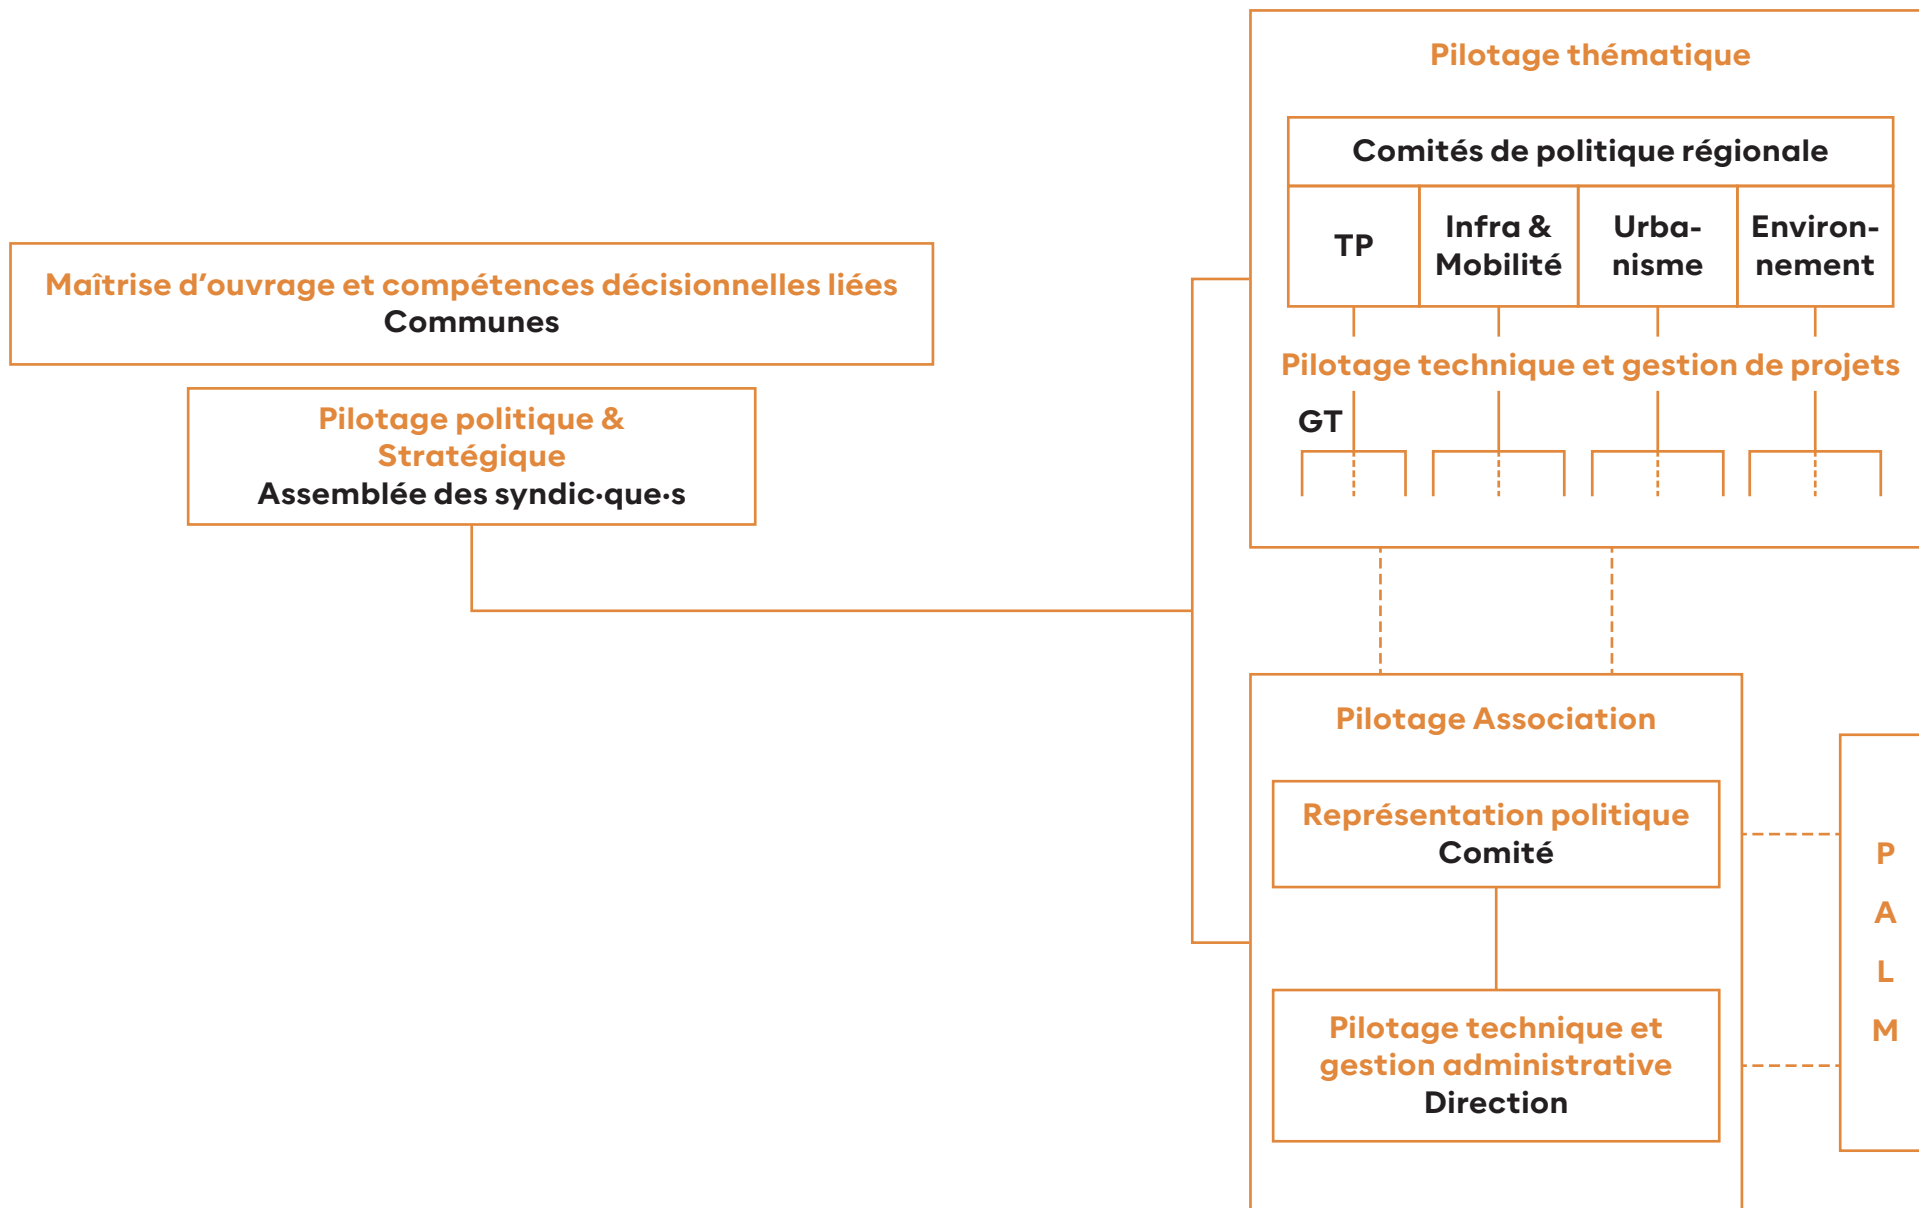 Maîtrise d’ouvrage et compétences décisionnelles liées
Communes
Pilotage politique &
Stratégique
Assemblée des syndic·que·s
Pilotage thématique
Comités de politique régionale
TP
Infra &
Mobilité
Urba-
nisme
Environ-
nement
Pilotage technique et gestion de projets
GT
Pilotage Association
Représentation politique
Comité
Pilotage technique et
gestion administrative
Direction
P
A
L
M